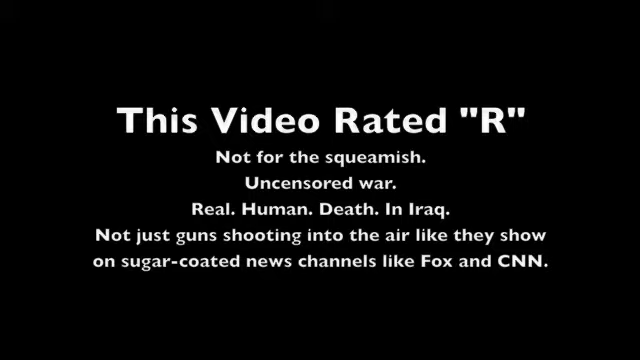 This Video Rated "R"
Not for the squeamish.
Uncensored war.
Real. Human. Death. In Iraq.
Not just guns shooting into the air like they show
on sugar-coated news channels like Fox and CNN.